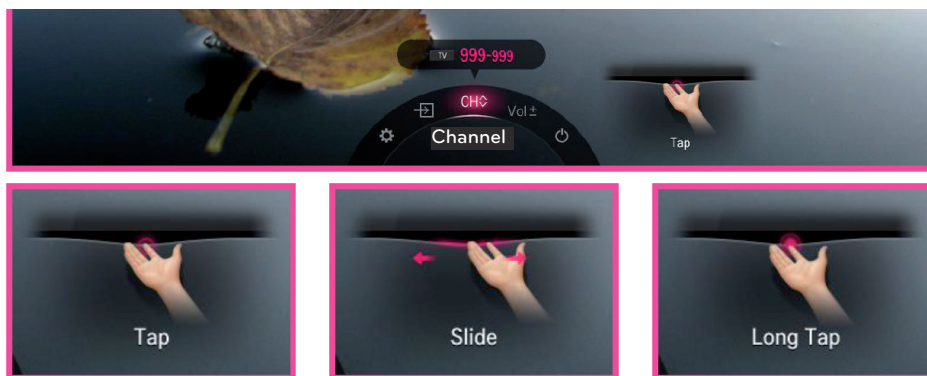 TV 999-999
CH
Vol ±
Channel
Tap
Tap
Slide
Long Tap